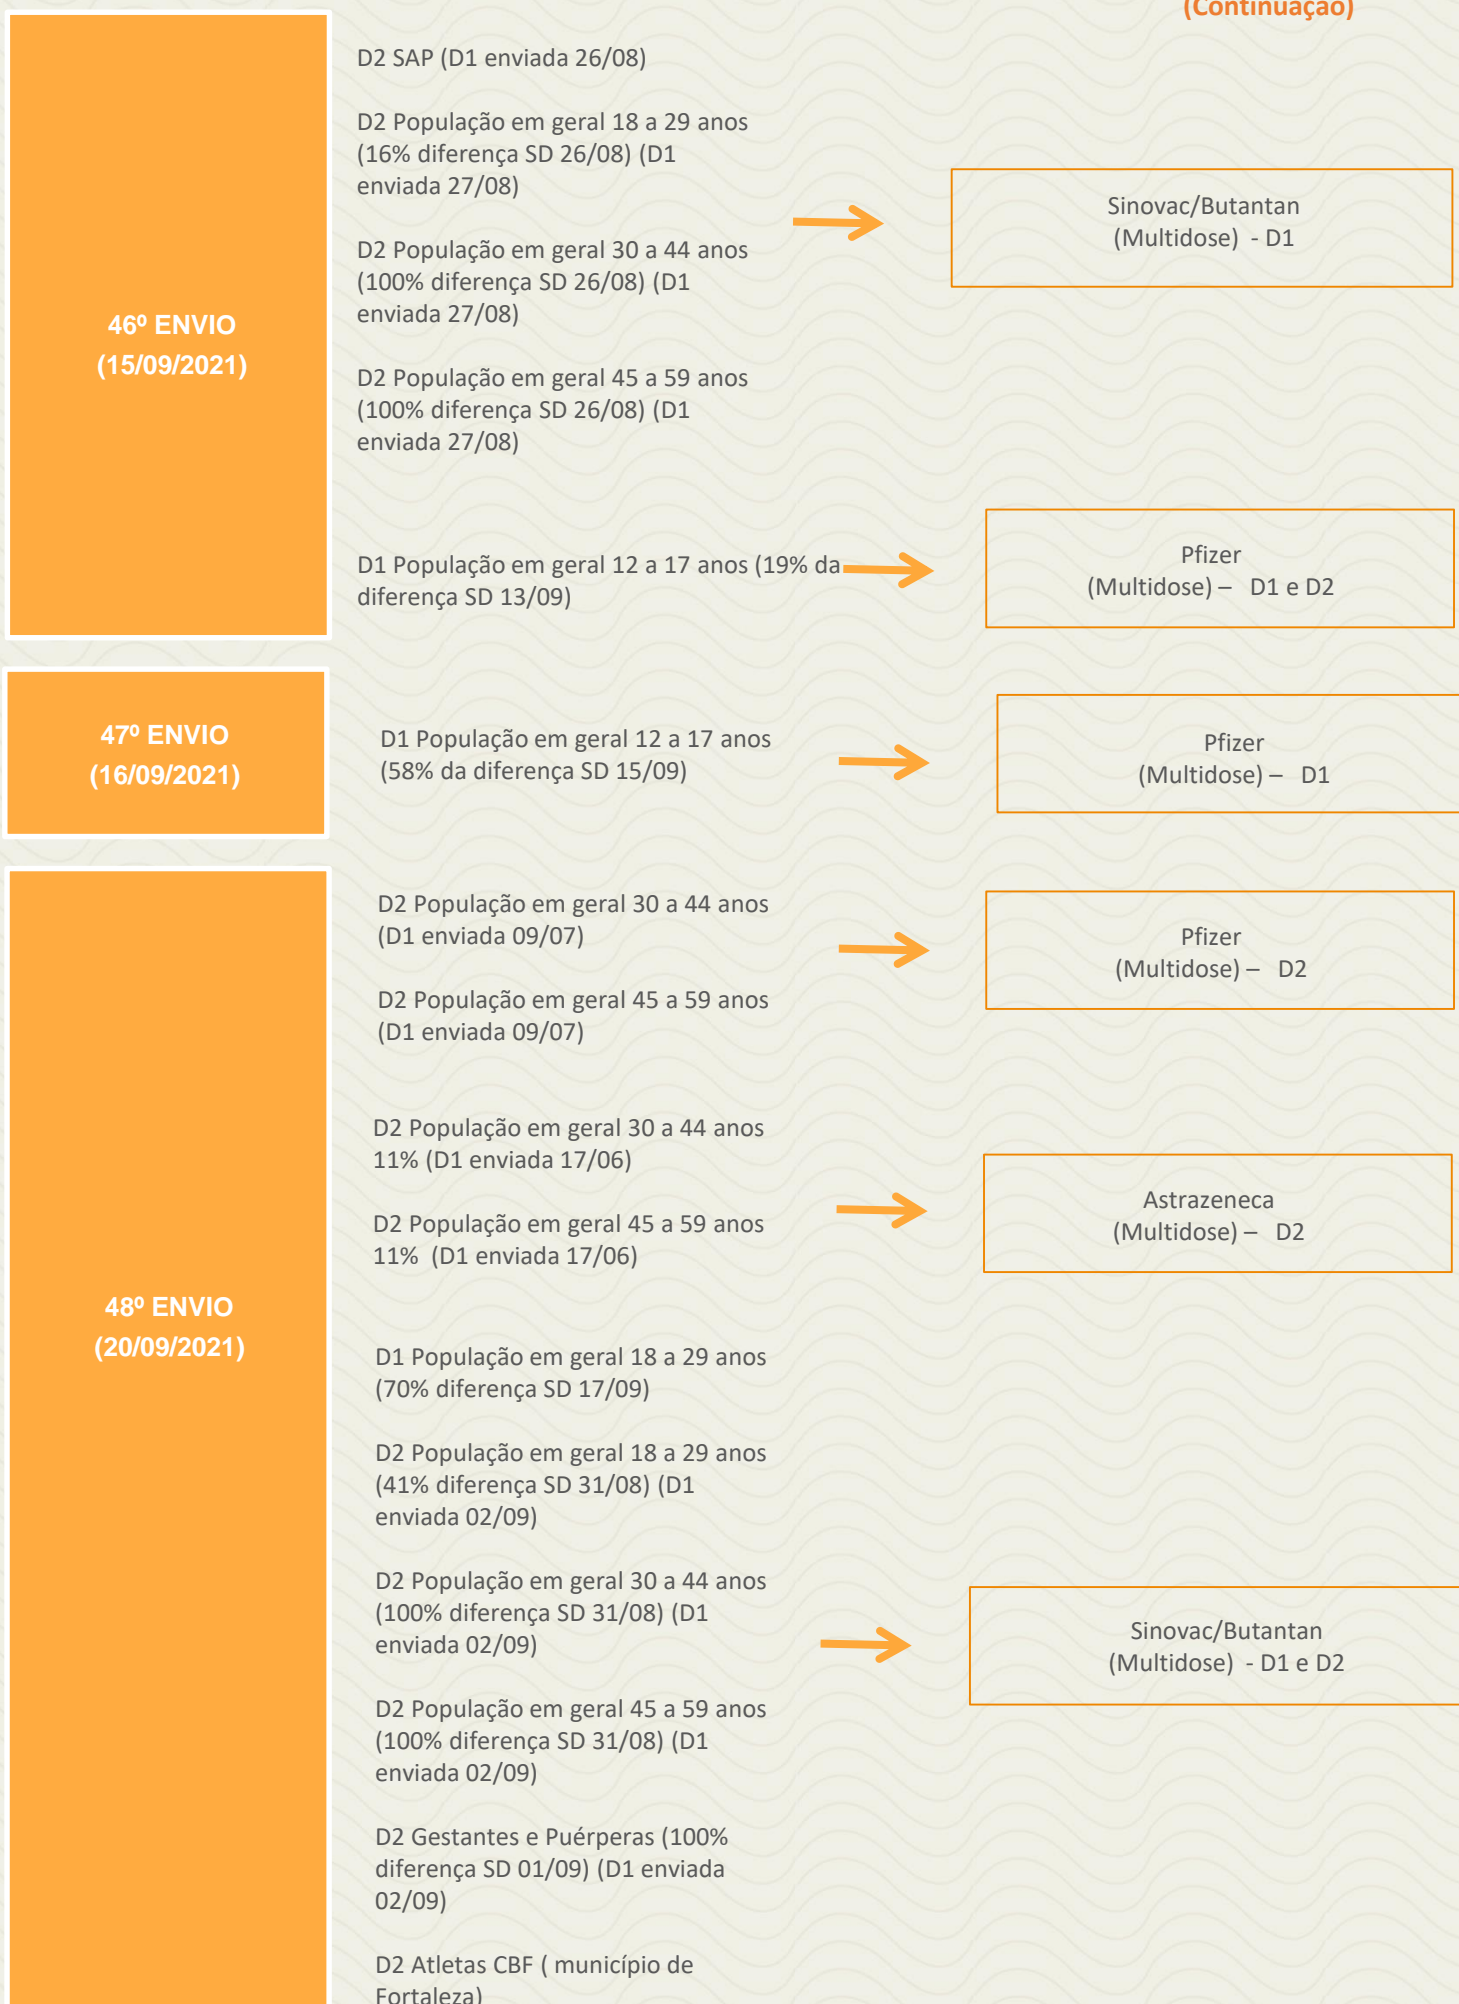 (Continuação)
46º ENVIO
(15/09/2021)
D2 SAP (D1 enviada 26/08)
D2 População em geral 18 a 29 anos
(16% diferença SD 26/08) (D1
enviada 27/08)
D2 População em geral 30 a 44 anos
(100% diferença SD 26/08) (D1
enviada 27/08)
D2 População em geral 45 a 59 anos
(100% diferença SD 26/08) (D1
enviada 27/08)
Sinovac/Butantan
(Multidose) - D1
D1 População em geral 12 a 17 anos (19% da
diferença SD 13/09)
Pfizer
(Multidose) – D1 e D2
47º ENVIO
(16/09/2021)
D1 População em geral 12 a 17 anos
(58% da diferença SD 15/09)
Pfizer
(Multidose) – D1
48º ENVIO
(20/09/2021)
D2 População em geral 30 a 44 anos
(D1 enviada 09/07)
D2 População em geral 45 a 59 anos
(D1 enviada 09/07)
Pfizer
(Multidose) – D2
D2 População em geral 30 a 44 anos
11% (D1 enviada 17/06)
D2 População em geral 45 a 59 anos
11% (D1 enviada 17/06)
Astrazeneca
(Multidose) – D2
D1 População em geral 18 a 29 anos
(70% diferença SD 17/09)
D2 População em geral 18 a 29 anos
(41% diferença SD 31/08) (D1
enviada 02/09)
D2 População em geral 30 a 44 anos
(100% diferença SD 31/08) (D1
enviada 02/09)
D2 População em geral 45 a 59 anos
(100% diferença SD 31/08) (D1
enviada 02/09)
D2 Gestantes e Puérperas (100%
diferença SD 01/09) (D1 enviada
02/09)
D2 Atletas CBF ( município de
Fortaleza)
Sinovac/Butantan
(Multidose) - D1 e D2